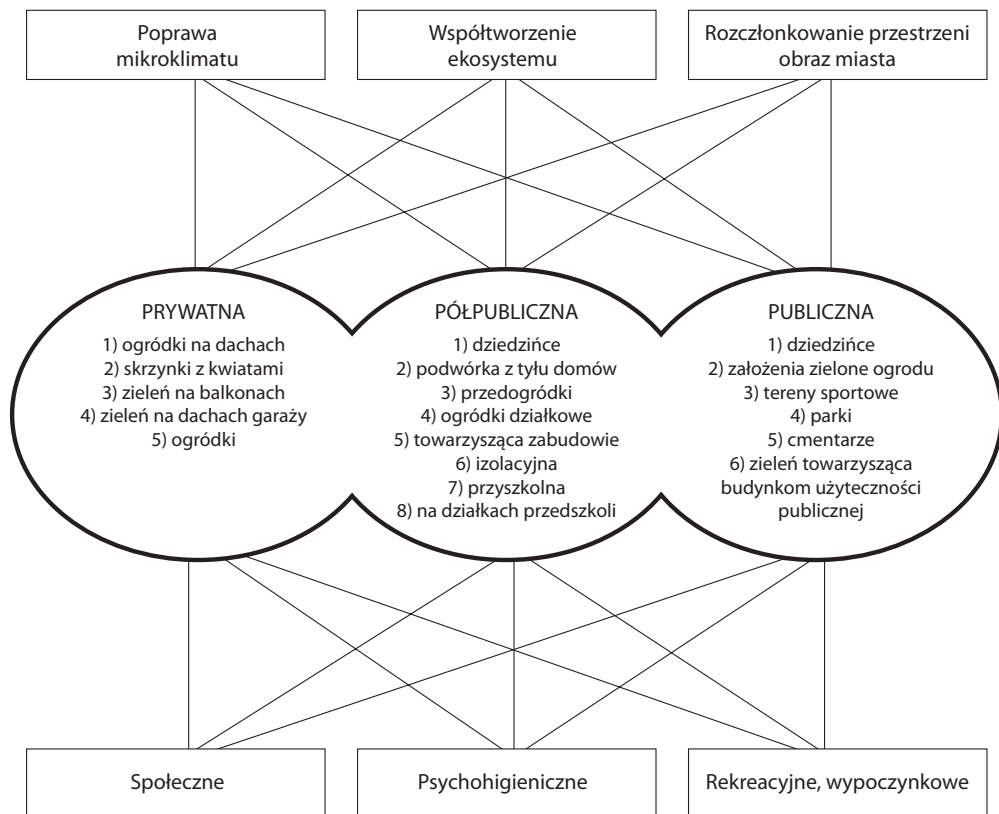 Poprawa
mikroklimatu
Współtworzenie
ekosystemu
Rozczłonkowanie przestrzeni
obraz miasta
PRYWATNA
1) ogródki na dachach
2) skrzynki z kwiatami
3) zieleń na balkonach
4) zieleń na dachach garaży
5) ogródki
PÓŁPUBLICZNA
1) dziedzińce
2) podwórka z tyłu domów
3) przedogródki
4) ogródki działkowe
5) towarzysząca zabudowie
6) izolacyjna
7) przyszkolna
8) na działkach przedszkoli
PUBLICZNA
1) dziedzińce
2) założenia zielone ogrodu
3) tereny sportowe
4) parki
5) cmentarze
6) zieleń towarzysząca
budynkom użyteczności
publicznej
Społeczne
Psychohigieniczne
Rekreacyjne, wypoczynkowe